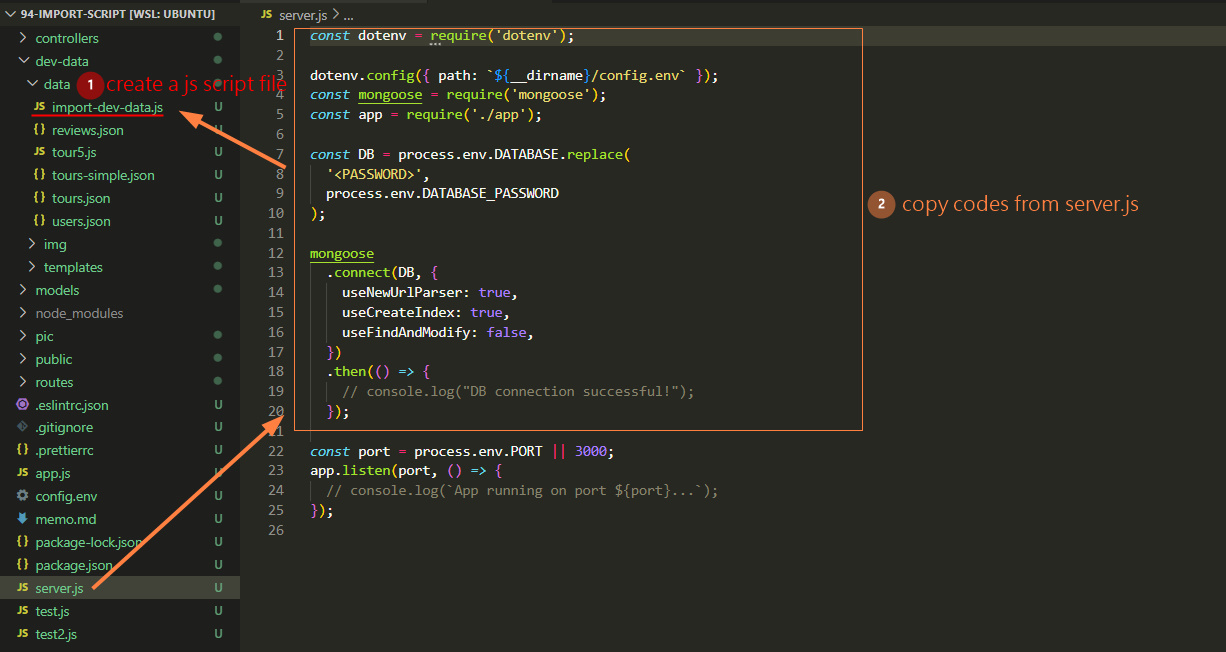 94-IMPORT-SCRIPT [WSL: UBUNTU]
controllers
dev-data
data
1 create a js script file
JS import-dev-data.js U
{} reviews.json U
JS tour5.js U
{} tours-simple.json U
{} tours.json U
{} users.json U
img
templates
models
node_modules
pic
public
routes
.eslintrc.json U
.gitignore U
.prettierrc U
JS app.js U
config.env U
memo.md U
{} package-lock.json U
{} package.json U
JS server.js U
JS test.js U
JS test2.js U
JS server.js > ...
1 const dotenv = require('dotenv');
2
3 dotenv.config({ path: `${__dirname}/config.env` });
4 const mongoose = require('mongoose');
5 const app = require('./app');
6
7 const DB = process.env.DATABASE.replace(
8 '<PASSWORD>',
9 process.env.DATABASE_PASSWORD
10 );
11
12 mongoose
13 .connect(DB, {
14 useNewUrlParser: true,
15 useCreateIndex: true,
16 useFindAndModify: false,
17 })
18 .then(() => {
19 // console.log("DB connection successful!");
20 });
21
22 const port = process.env.PORT || 3000;
23 app.listen(port, () => {
24 // console.log(`App running on port ${port}...`);
25 });
26
2 copy codes from server.js